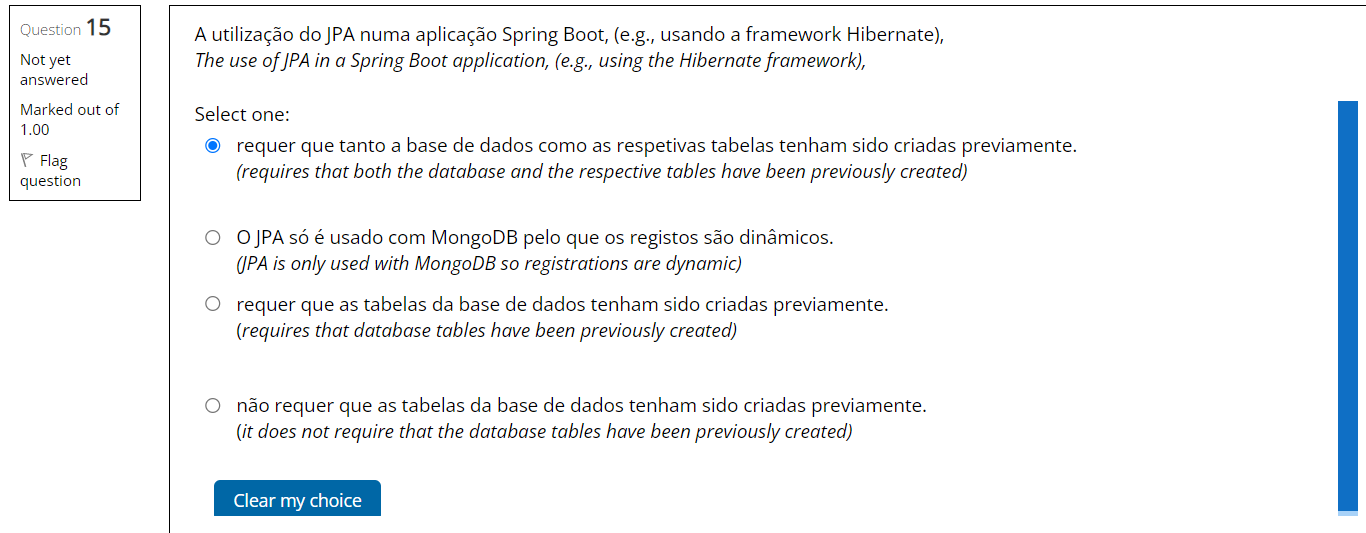 Question 15
Not yet
answered
Marked out of
1.00
Flag
question
A utilização do JPA numa aplicação Spring Boot, (e.g., usando a framework Hibernate),
The use of JPA in a Spring Boot application, (e.g., using the Hibernate framework),
Select one:
requer que tanto a base de dados como as respetivas tabelas tenham sido criadas previamente.
(requires that both the database and the respective tables have been previously created)
O JPA só é usado com MongoDB pelo que os registos são dinâmicos.
(JPA is only used with MongoDB so registrations are dynamic)
requer que as tabelas da base de dados tenham sido criadas previamente.
(requires that database tables have been previously created)
não requer que as tabelas da base de dados tenham sido criadas previamente.
(it does not require that the database tables have been previously created)
Clear my choice